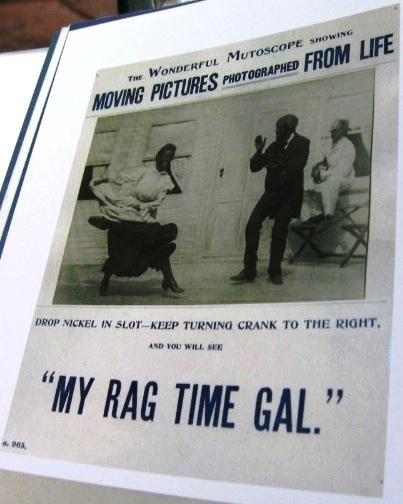 THE WONDERFUL MUTOSCOPE SHOWING
MOVING PICTURES PHOTOGRAPHED FROM LIFE
DROP NICKEL IN SLOT—KEEP TURNING CRANK TO THE RIGHT,
AND YOU WILL SEE
"MY RAG TIME GAL."
o. 965.